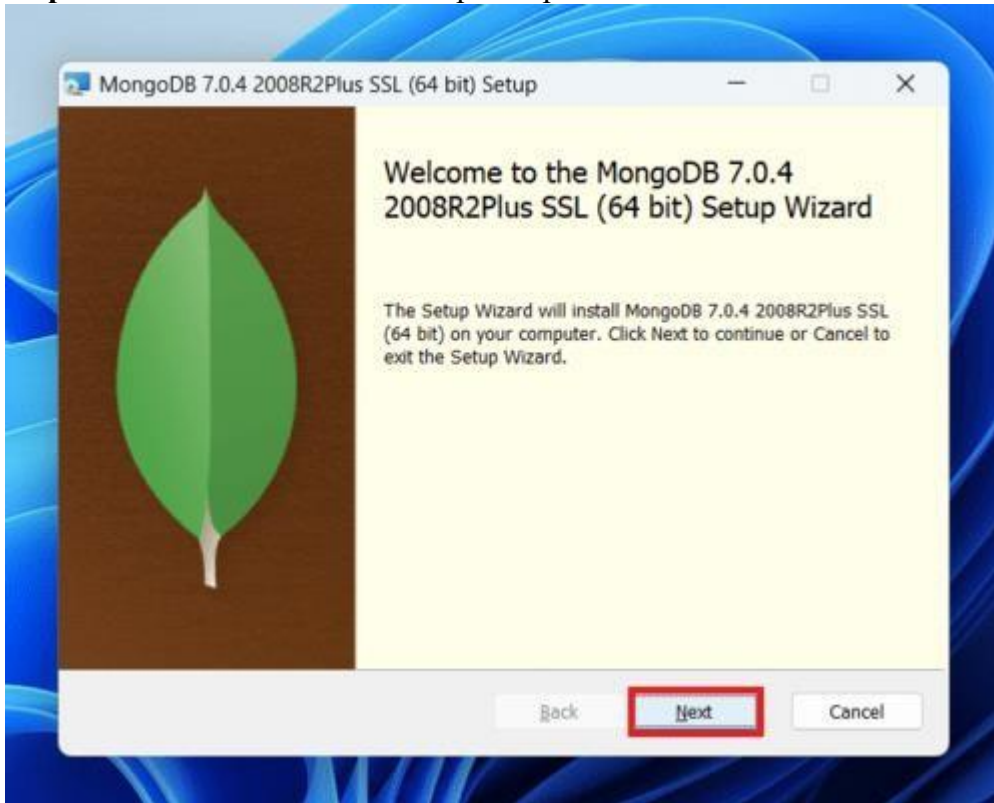 MongoDB 7.0.4 2008R2Plus SSL (64 bit) Setup
Welcome to the MongoDB 7.0.4
2008R2Plus SSL (64 bit) Setup Wizard
The Setup Wizard will install MongoDB 7.0.4 2008R2Plus SSL
(64 bit) on your computer. Click Next to continue or Cancel to
exit the Setup Wizard.
Back Next Cancel